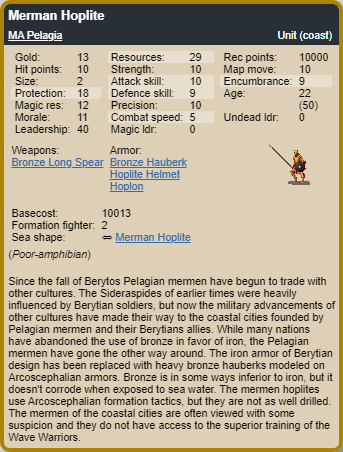 Merman Hoplite
MA Pelagia Unit (coast)
Gold: 13 Resources: 29 Rec points: 10000
Hit points: 10 Strength: 10 Map move: 10
Size: 2 Attack skill: 10 Encumbrance: 9
Protection: 18 Defence skill: 9 Age: 22
Magic res: 12 Precision: 10 (50)
Morale: 11 Combat speed: 5 Undead ldr: 0
Leadership: 40 Magic ldr: 0
Weapons: Armor:
Bronze Long Spear Bronze Hauberk
Hoplite Helmet
Hoplon
Basecost: 10013
Formation fighter: 2
Sea shape: ⇔ Merman Hoplite
(Poor-amphibian)
Since the fall of Berytos Pelagian mermen have begun to trade with
other cultures. The Sideraspides of earlier times were heavily
influenced by Berytian soldiers, but now the military advancements of
other cultures have made their way to the coastal cities founded by
Pelagian mermen and their Berytians allies. While many nations
have abandoned the use of bronze in favor of iron, the Pelagian
mermen have gone the other way around. The iron armor of Berytian
design has been replaced with heavy bronze hauberks modeled on
Arcoscephalian armors. Bronze is in some ways inferior to iron, but it
doesn't corrode when exposed to sea water. The mermen hoplites
use Arcoscephalian formation tactics, but they are not as well drilled.
The mermen of the coastal cities are often viewed with some
suspicion and they do not have access to the superior training of the
Wave Warriors.